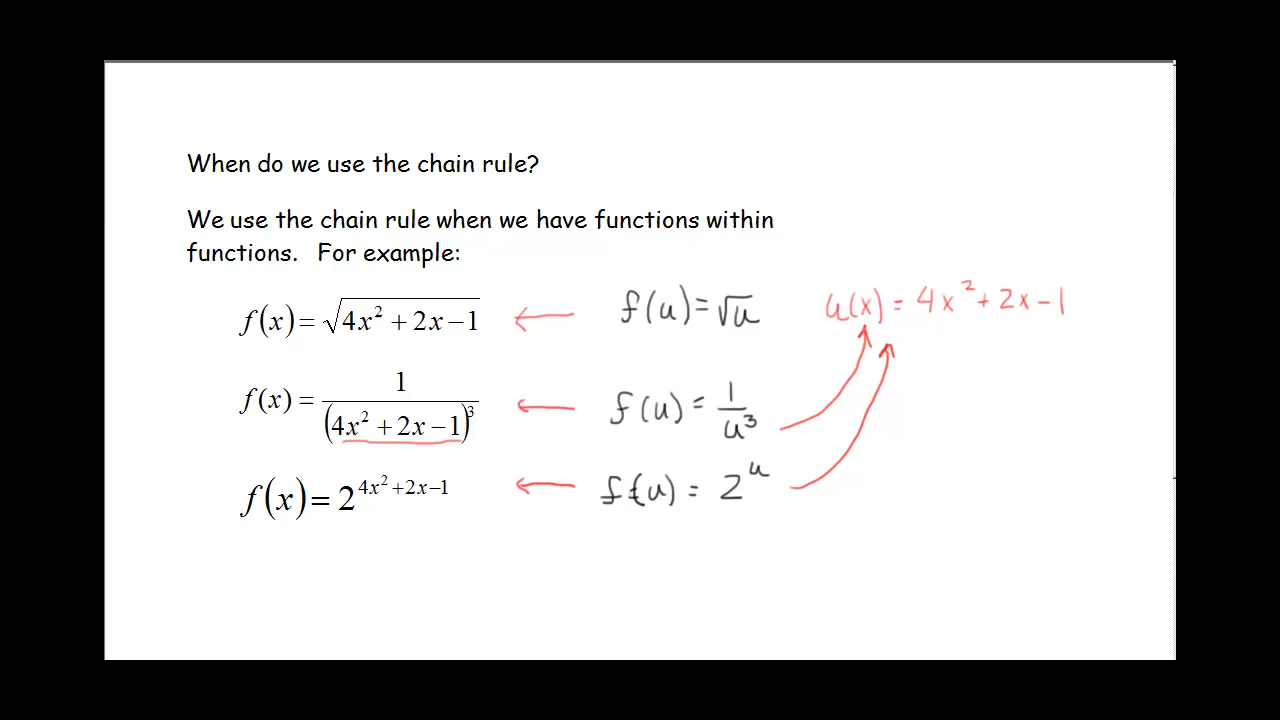 When do we use the chain rule?
We use the chain rule when we have functions within
functions. For example:
f(x) = √(4x² + 2x − 1) ← f(u) = √u u(x) = 4x² + 2x − 1
f(x) = 1/(4x² + 2x − 1)³ ← f(u) = 1/u³
f(x) = 2^(4x² + 2x − 1) ← f(u) = 2^u